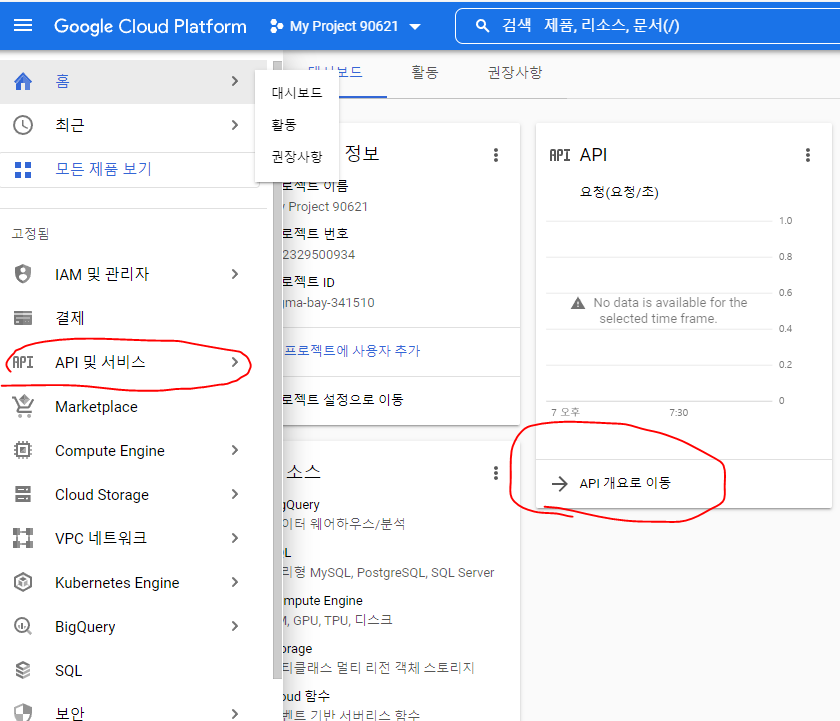 Google Cloud Platform
My Project 90621
검색 제품, 리소스, 문서(/)
홈
최근
모든 제품 보기
고정됨
IAM 및 관리자
결제
API 및 서비스
Marketplace
Compute Engine
Cloud Storage
VPC 네트워크
Kubernetes Engine
BigQuery
SQL
보안
대시보드
활동
권장사항
대시보드
활동
권장사항
정보
프로젝트 이름
Project 90621
프로젝트 번호
2329500934
프로젝트 ID
gma-bay-341510
프로젝트에 사용자 추가
프로젝트 설정으로 이동
소스
gQuery
이터 웨어하우스/분석
QL
리형 MySQL, PostgreSQL, SQL Server
mpute Engine
M, GPU, TPU, 디스크
orage
티클래스 멀티 리전 객체 스토리지
oud 함수
벤트 기반 서버리스 함수
API API
요청(요청/초)
1.0
0.8
0.6
0.4
0.2
0
No data is available for the
selected time frame.
7 오후
7:30
API 개요로 이동